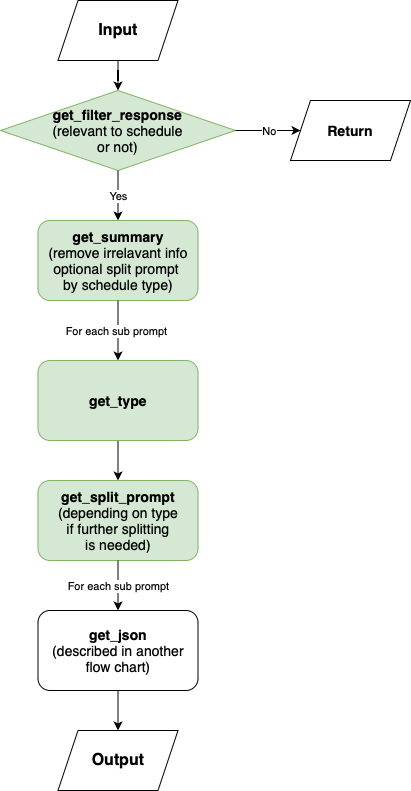 Input
get_filter_response
(relevant to schedule
or not)
No
Return
Yes
get_summary
(remove irrelavant info
optional split prompt
by schedule type)
For each sub prompt
get_type
get_split_prompt
(depending on type
if further splitting
is needed)
For each sub prompt
get_json
(described in another
flow chart)
Output